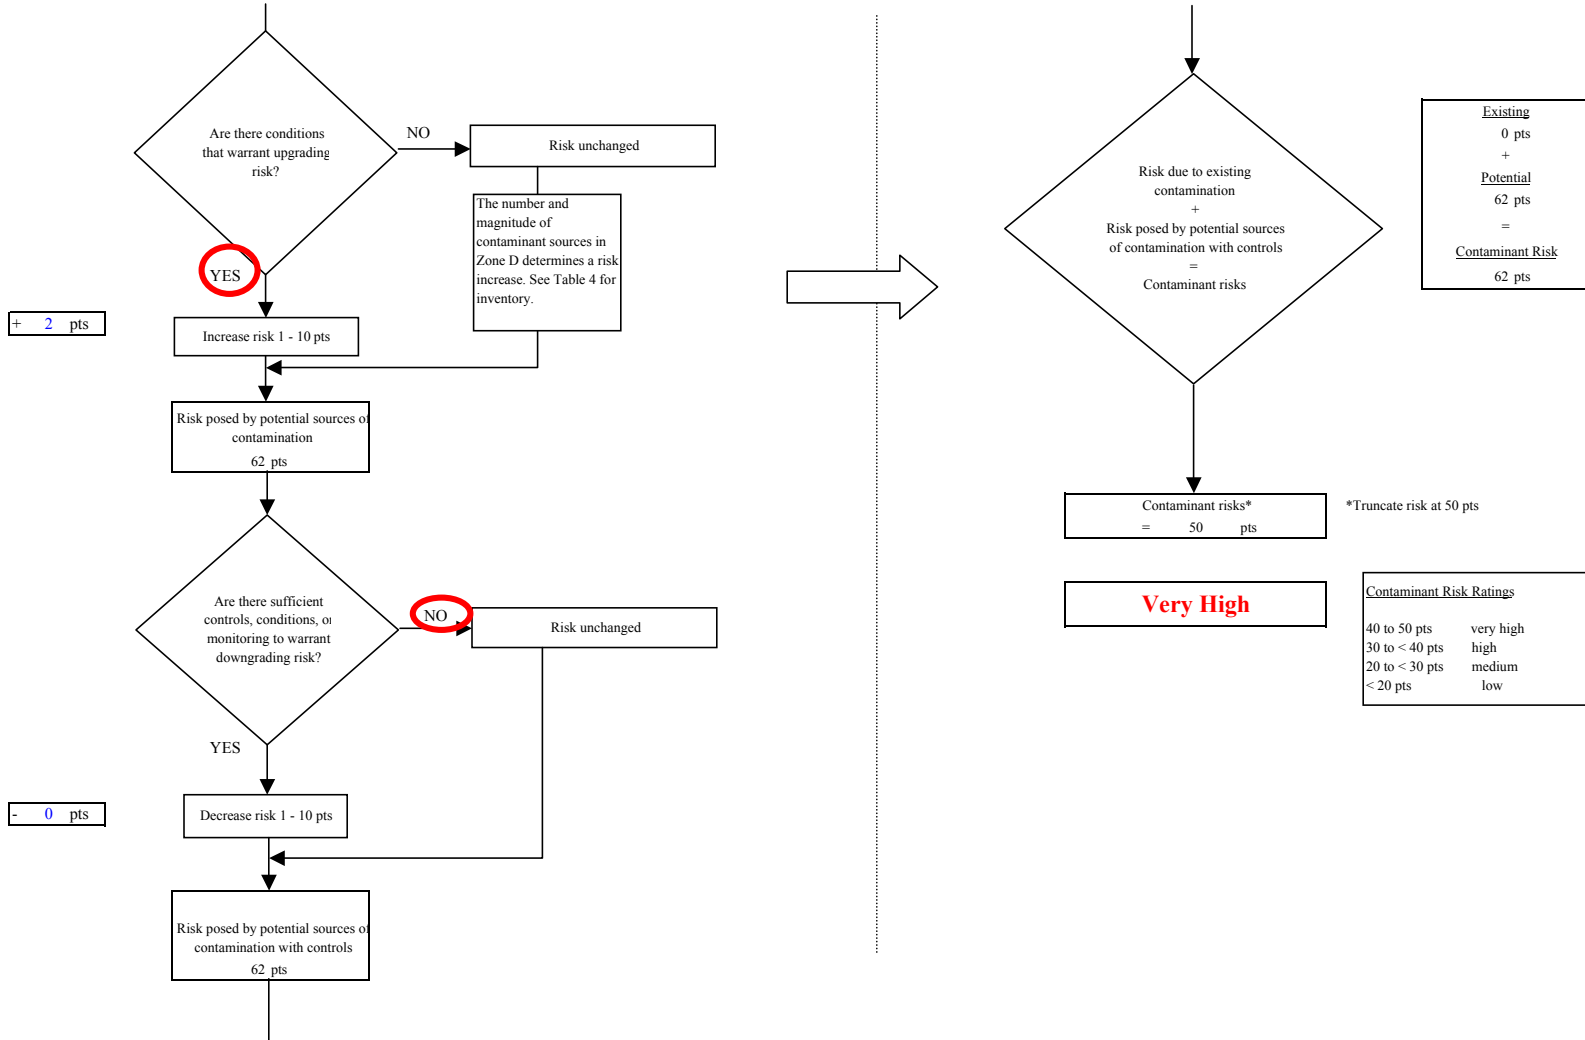 Are there conditions
that warrant upgrading
risk?
NO
Risk unchanged
The number and
magnitude of
contaminant sources in
Zone D determines a risk
increase. See Table 4 for
inventory.
YES
+ 2 pts
Increase risk 1 - 10 pts
Risk posed by potential sources of
contamination
62 pts
Are there sufficient
controls, conditions, or
monitoring to warrant
downgrading risk?
NO
Risk unchanged
YES
- 0 pts
Decrease risk 1 - 10 pts
Risk posed by potential sources of
contamination with controls
62 pts
Risk due to existing
contamination
+
Risk posed by potential sources
of contamination with controls
=
Contaminant risks
Existing
0 pts
+
Potential
62 pts
=
Contaminant Risk
62 pts
Contaminant risks*
= 50 pts
*Truncate risk at 50 pts
Very High
Contaminant Risk Ratings
40 to 50 pts very high
30 to < 40 pts high
20 to < 30 pts medium
< 20 pts low